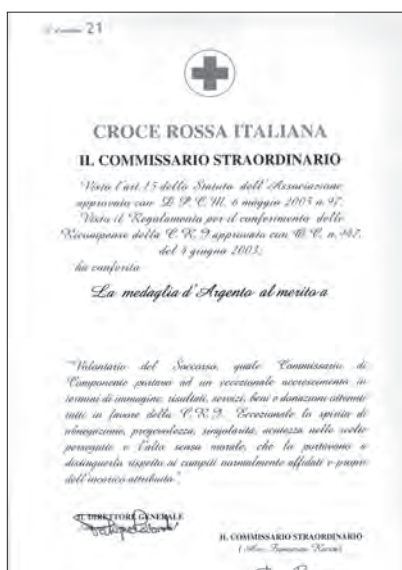 21
CROCE ROSSA ITALIANA
IL COMMISSARIO STRAORDINARIO
Visto l'art. 15 dello Statuto dell'Associazione
approvato con D.P.C.M. 6 maggio 2005 n. 97;
Visto il Regolamento per il conferimento delle
Ricompense della C.R.I approvato con O.C. n. 947,
del 4 giugno 2003;
ha conferito
La medaglia d'Argento al merito a
"Volontario del Soccorso, quale Commissario di
Componente portava ad un eccezionale accrescimento in
termini di immagine, risultati, servizi, beni e donazioni ottenuti
tutti in favore della C.R.I. Eccezionale lo spirito di
abnegazione, pregevolezza, singolarità, acutezza nelle scelte
perseguite e l'alto senso morale, che lo portavano a
distinguersi rispetto ai compiti normalmente affidati e propri
dell'incarico attribuito."
IL DIRETTORE GENERALE
IL COMMISSARIO STRAORDINARIO
(Avv.